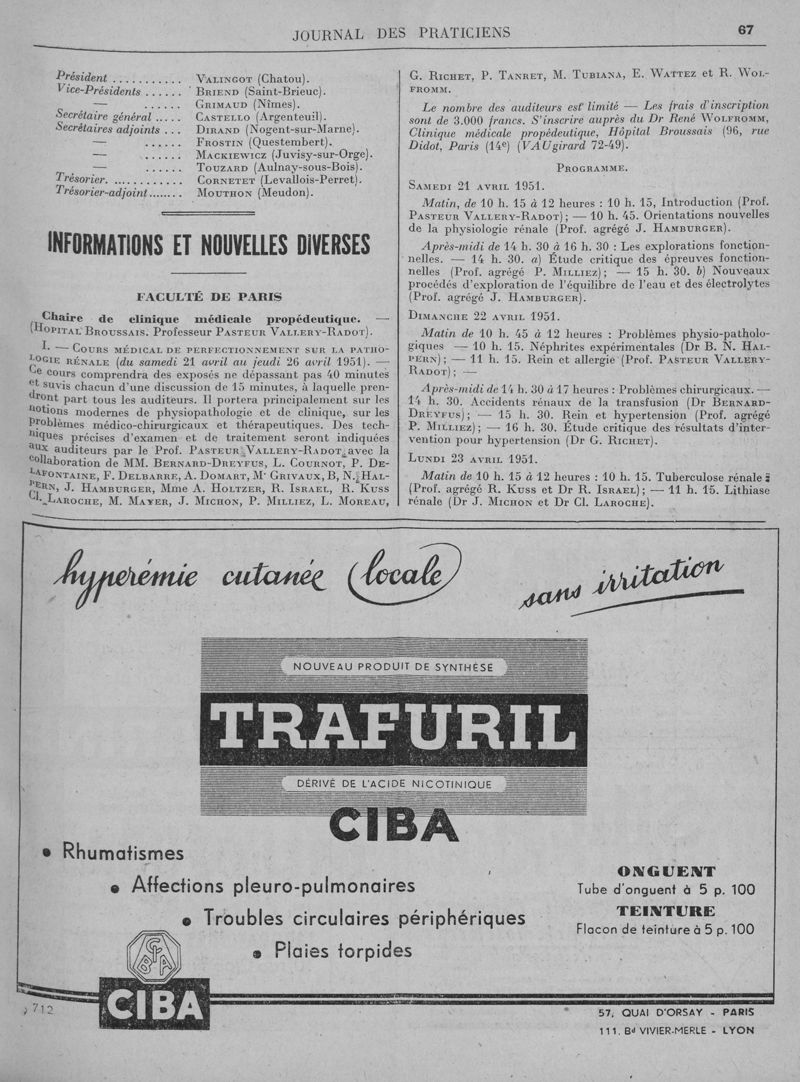 JOURNAL DES PRATICIENS 67
Président ........... VALINGOT (Chatou).
Vice-Présidents ...... BRIEND (Saint-Brieuc).
— ...... GRIMAUD (Nîmes).
Secrétaire général ..... CASTELLO (Argenteuil).
Secrétaires adjoints ... DIRAND (Nogent-sur-Marne).
— ...... FROSTIN (Questembert).
— ...... MACKIEWICZ (Juvisy-sur-Orge).
— ...... TOUZARD (Aulnay-sous-Bois).
Trésorier ............ CORNETET (Levallois-Perret).
Trésorier-adjoint........ MOUTHON (Meudon).
INFORMATIONS ET NOUVELLES DIVERSES
FACULTÉ DE PARIS
Chaire de clinique médicale propédeutique. —
(HOPITAL BROUSSAIS. Professeur PASTEUR VALLERY-RADOT).
I. — COURS MÉDICAL DE PERFECTIONNEMENT SUR LA PATHO-
LOGIE RÉNALE (du samedi 21 avril au jeudi 26 avril 1951). —
Ce cours comprendra des exposés ne dépassant pas 40 minutes
et suvis chacun d'une discussion de 15 minutes, à laquelle pren-
dront part tous les auditeurs. Il portera principalement sur les
notions modernes de physiopathologie et de clinique, sur les
problèmes médico-chirurgicaux et thérapeutiques. Des tech-
niques précises d'examen et de traitement seront indiquées
aux auditeurs par le Prof. PASTEUR VALLERY-RADOT avec la
collaboration de MM. BERNARD-DREYFUS, L. COURNOT, P. DE-
LAFONTAINE, F. DELBARRE, A. DOMART, Mr GRIVAUX, B, N. HAL-
PERN, J. HAMBURGER, Mme A. HOLTZER, R. ISRAEL, R. KUSS
Cl. LAROCHE, M. MAYER, J. MICHON, P. MILLIEZ, L. MOREAU,
G. RICHET, P. TANRET, M. TUBIANA, E. WATTEZ et R. WOL-
FROMM.
Le nombre des auditeurs est limité — Les frais d'inscription
sont de 3.000 francs. S'inscrire auprès du Dr René WOLFROMM,
Clinique médicale propédeutique, Hôpital Broussais (96, rue
Didot, Paris (14e) (VAUgirard 72-49).
PROGRAMME.
SAMEDI 21 AVRIL 1951.
Matin, de 10 h. 15 à 12 heures : 10 h. 15, Introduction (Prof.
PASTEUR VALLERY-RADOT) ; — 10 h. 45. Orientations nouvelles
de la physiologie rénale (Prof. agrégé J. HAMBURGER).
Après-midi de 14 h. 30 à 16 h. 30 : Les explorations fonction-
nelles. — 14 h. 30. a) Étude critique des épreuves fonction-
nelles (Prof. agrégé P. MILLIEZ) ; — 15 h. 30. b) Nouveaux
procédés d'exploration de l'équilibre de l'eau et des électrolytes
(Prof. agrégé J. HAMBURGER).
DIMANCHE 22 AVRIL 1951.
Matin de 10 h. 45 à 12 heures : Problèmes physio-patholo-
giques — 10 h. 15. Néphrites expérimentales (Dr B. N. HAL-
PERN) ; — 11 h. 15. Rein et allergie (Prof. PASTEUR VALLERY-
RADOT) ; —
Après-midi de 14 h. 30 à 17 heures : Problèmes chirurgicaux. —
14 h. 30. Accidents rénaux de la transfusion (Dr BERNARD-
DREYFUS) ; — 15 h. 30. Rein et hypertension (Prof. agrégé
P. MILLIEZ) ; — 16 h. 30. Étude critique des résultats d'inter-
vention pour hypertension (Dr G. RICHET).
LUNDI 23 AVRIL 1951.
Matin de 10 h. 15 à 12 heures : 10 h. 15. Tuberculose rénale
(Prof. agrégé R. KUSS et Dr R. ISRAEL) ; — 11 h. 15. Lithiase
rénale (Dr J. MICHON et Dr Cl. LAROCHE).
hyperémie cutanée (locale) sans irritation
NOUVEAU PRODUIT DE SYNTHÈSE
TRAFURIL
DÉRIVÉ DE L'ACIDE NICOTINIQUE
CIBA
• Rhumatismes
• Affections pleuro-pulmonaires
• Troubles circulaires périphériques
• Plaies torpides
ONGUENT
Tube d'onguent à 5 p. 100
TEINTURE
Flacon de teinture à 5 p. 100
CIBA
CIBA
712
57, QUAI D'ORSAY - PARIS
111, Bd VIVIER-MERLE - LYON